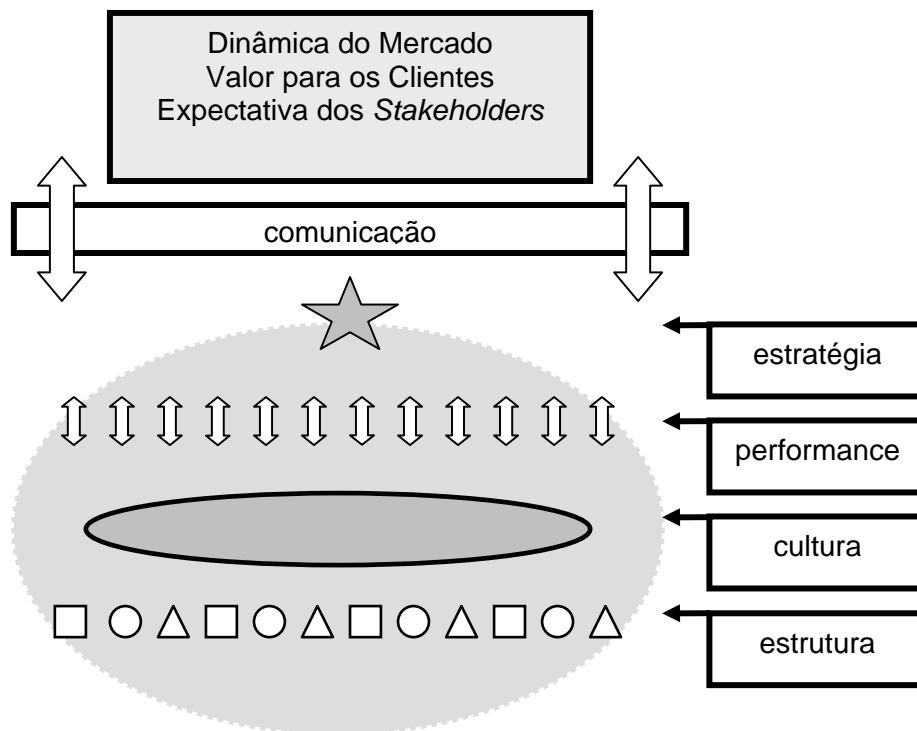 Dinâmica do Mercado
Valor para os Clientes
Expectativa dos Stakeholders
comunicação
estratégia
performance
cultura
estrutura